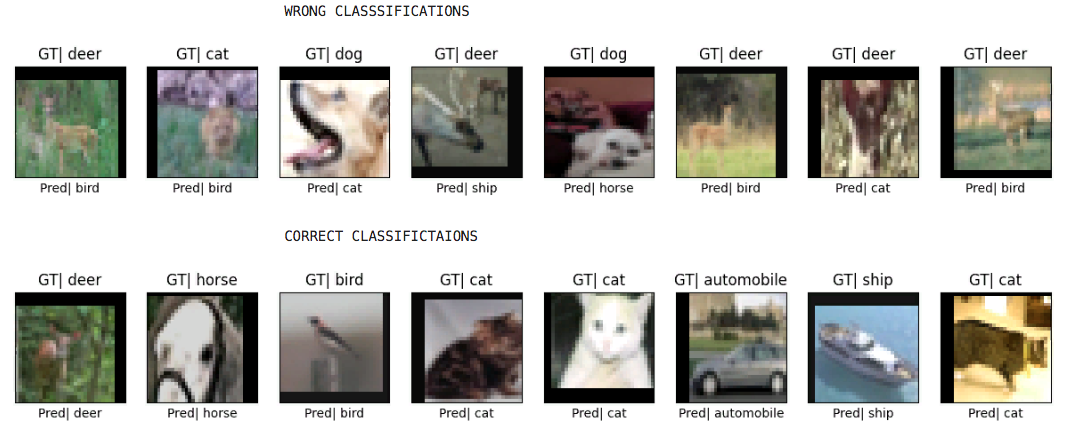 WRONG CLASSSIFICATIONS
GT| deer GT| cat GT| dog GT| deer GT| dog GT| deer GT| deer GT| deer
Pred| bird Pred| bird Pred| cat Pred| ship Pred| horse Pred| bird Pred| cat Pred| bird
CORRECT CLASSIFICTAIONS
GT| deer GT| horse GT| bird GT| cat GT| cat GT| automobile GT| ship GT| cat
Pred| deer Pred| horse Pred| bird Pred| cat Pred| cat Pred| automobile Pred| ship Pred| cat